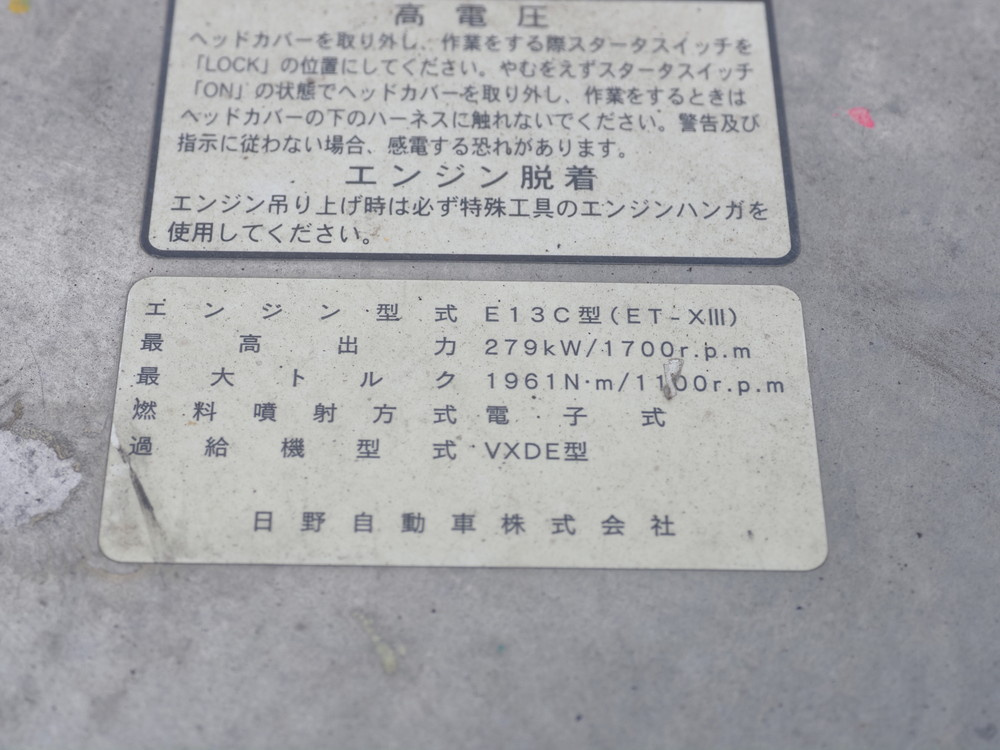 高電圧
ヘッドカバーを取り外し、作業をする際スタータスイッチを
「LOCK」の位置にしてください。やむをえずスタータスイッチ
「ON」の状態でヘッドカバーを取り外し、作業をするときは
ヘッドカバーの下のハーネスに触れないでください。警告及び
指示に従わない場合、感電する恐れがあります。
エンジン脱着
エンジン吊り上げ時は必ず特殊工具のエンジンハンガを
使用してください。
エンジン型式 E13C型(ET-XⅢ)
最高出力 279kW/1700r.p.m
最大トルク 1961N·m/1100r.p.m
燃料噴射方式 電子式
過給機型式 VXDE型
日野自動車株式会社